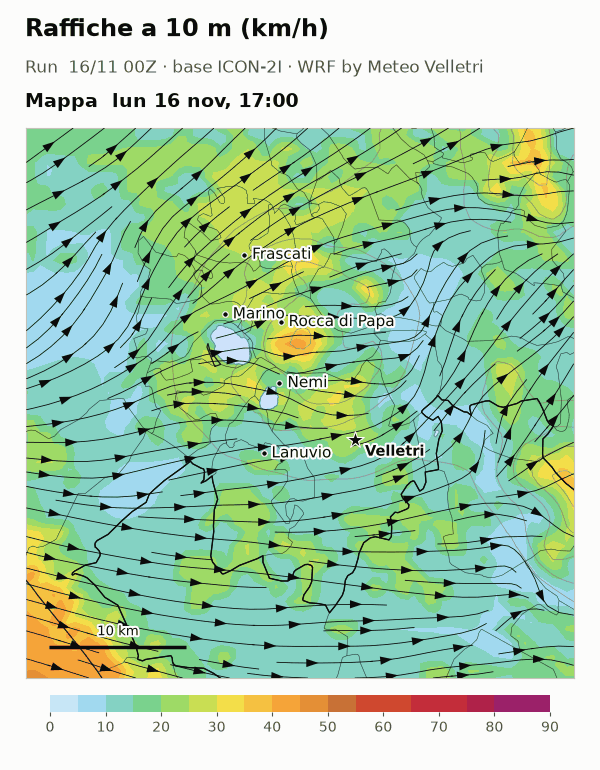 Raffiche a 10 m (km/h)
Run 16/11 00Z · base ICON-2I · WRF by Meteo Velletri
Mappa lun 16 nov, 17:00
Frascati
Marino
Rocca di Papa
Nemi
Velletri
Lanuvio
10 km
0 10 20 30 40 50 60 70 80 90